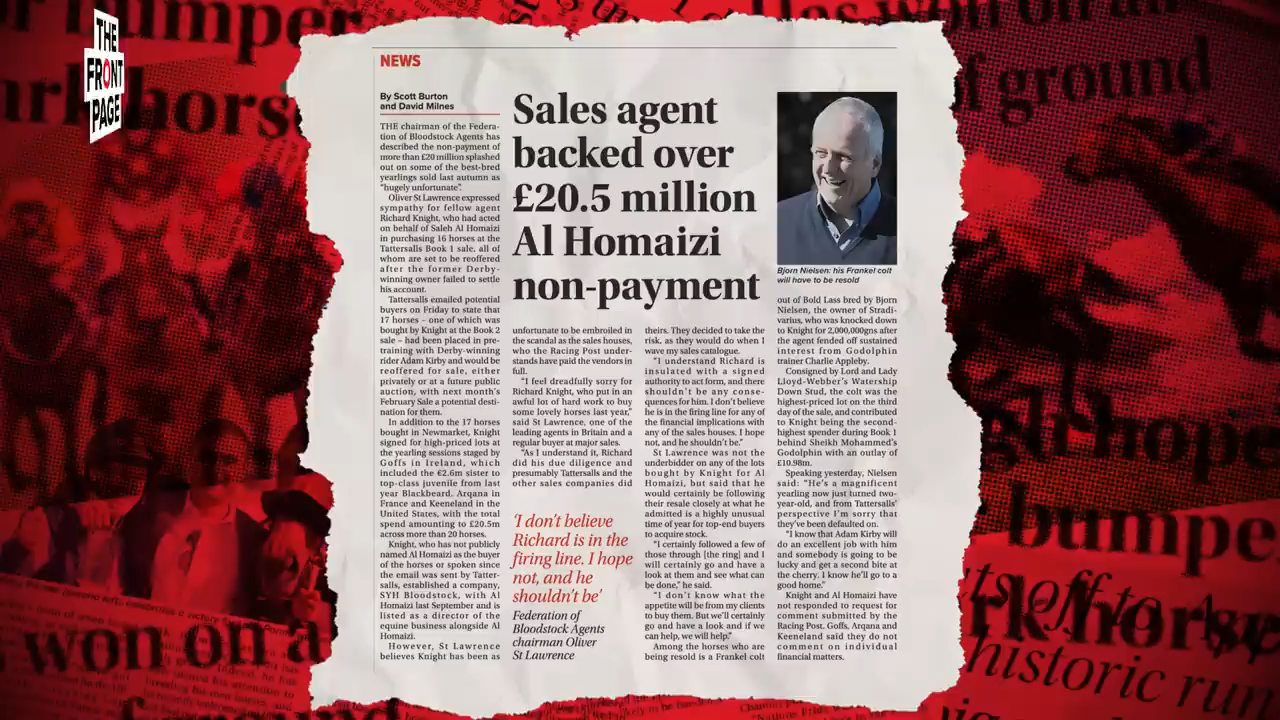 THE
FRONT
PAGE
NEWS
By Scott Burton
and David Milnes
THE chairman of the Federa-
tion of Bloodstock Agents has
described the non-payment of
more than £20 million splashed
out on some of the best-bred
yearlings sold last autumn as
"hugely unfortunate".
Oliver St Lawrence expressed
sympathy for fellow agent
Richard Knight, who had acted
on behalf of Saleh Al Homaizi
in purchasing 16 horses at the
Tattersalls Book 1 sale, all of
whom are set to be reoffered
after the former Derby-
winning owner failed to settle
his account.
Tattersalls emailed potential
buyers on Friday to state that
17 horses – one of which was
bought by Knight at the Book 2
sale – had been placed in pre-
training with Derby-winning
rider Adam Kirby and would be
reoffered for sale, either
privately or at a future public
auction, with next month's
February Sale a potential desti-
nation for them.
In addition to the 17 horses
bought in Newmarket, Knight
signed for high-priced lots at
the yearling sessions staged by
Goffs in Ireland, which
included the £2.6m sister to
top-class juvenile from last
year Blackbeard, Arqana in
France and Keeneland in the
United States, with the total
spend amounting to £20.5m
across more than 20 horses.
Knight, who has not publicly
named Al Homaizi as the buyer
of the horses or spoken since
the email was sent by Tatter-
salls, established a company,
SYH Bloodstock, with Al
Homaizi last September and is
listed as a director of the
equine business alongside Al
Homaizi.
However, St Lawrence
believes Knight has been as
Sales agent
backed over
£20.5 million
Al Homaizi
non-payment
unfortunate to be embroiled in
the scandal as the sales houses,
who the Racing Post under-
stands have paid the vendors in
full.
"I feel dreadfully sorry for
Richard Knight, who put in an
awful lot of hard work to buy
some lovely horses last year,"
said St Lawrence, one of the
leading agents in Britain and a
regular buyer at major sales.
"As I understand it, Richard
did his due diligence and
presumably Tattersalls and the
other sales companies did
'I don't believe
Richard is in the
firing line. I hope
not, and he
shouldn't be'
Federation of
Bloodstock Agents
chairman Oliver
St Lawrence
theirs. They decided to take the
risk, as they would do when I
wave my sales catalogue.
"I understand Richard is
insulated with a signed
authority to act form, and there
shouldn't be any conse-
quences for him. I don't believe
he is in the firing line for any of
the financial implications with
any of the sales houses. I hope
not, and he shouldn't be."
St Lawrence was not the
underbidder on any of the lots
bought by Knight for Al
Homaizi, but said that he
would certainly be following
their resale closely at what he
admitted is a highly unusual
time of year for top-end buyers
to acquire stock.
"I certainly followed a few of
those through [the ring] and I
will certainly go and have a
look at them and see what can
be done," he said.
"I don't know what the
appetite will be from my clients
to buy them. But we'll certainly
go and have a look and if we
can help, we will help."
Among the horses who are
being resold is a Frankel colt
Bjorn Nielsen: his Frankel colt
will have to be resold
out of Bold Lass bred by Bjorn
Nielsen, the owner of Stradi-
varius, who was knocked down
to Knight for 2,000,000gns after
the agent fended off sustained
interest from Godolphin
trainer Charlie Appleby.
Consigned by Lord and Lady
Lloyd-Webber's Watership
Down Stud, the colt was the
highest-priced lot on the third
day of the sale, and contributed
to Knight being the second-
highest spender during Book 1
behind Sheikh Mohammed's
Godolphin with an outlay of
£10.98m.
Speaking yesterday, Nielsen
said: "He's a magnificent
yearling now just turned two-
year-old, and from Tattersalls'
perspective I'm sorry that
they've been defaulted on.
"I know that Adam Kirby will
do an excellent job with him
and somebody is going to be
lucky and get a second bite at
the cherry. I know he'll go to a
good home."
Knight and Al Homaizi have
not responded to request for
comment submitted by the
Racing Post. Goffs, Arqana and
Keeneland said they do not
comment on individual
financial matters.
of ground
won on a
bumpe
historic run